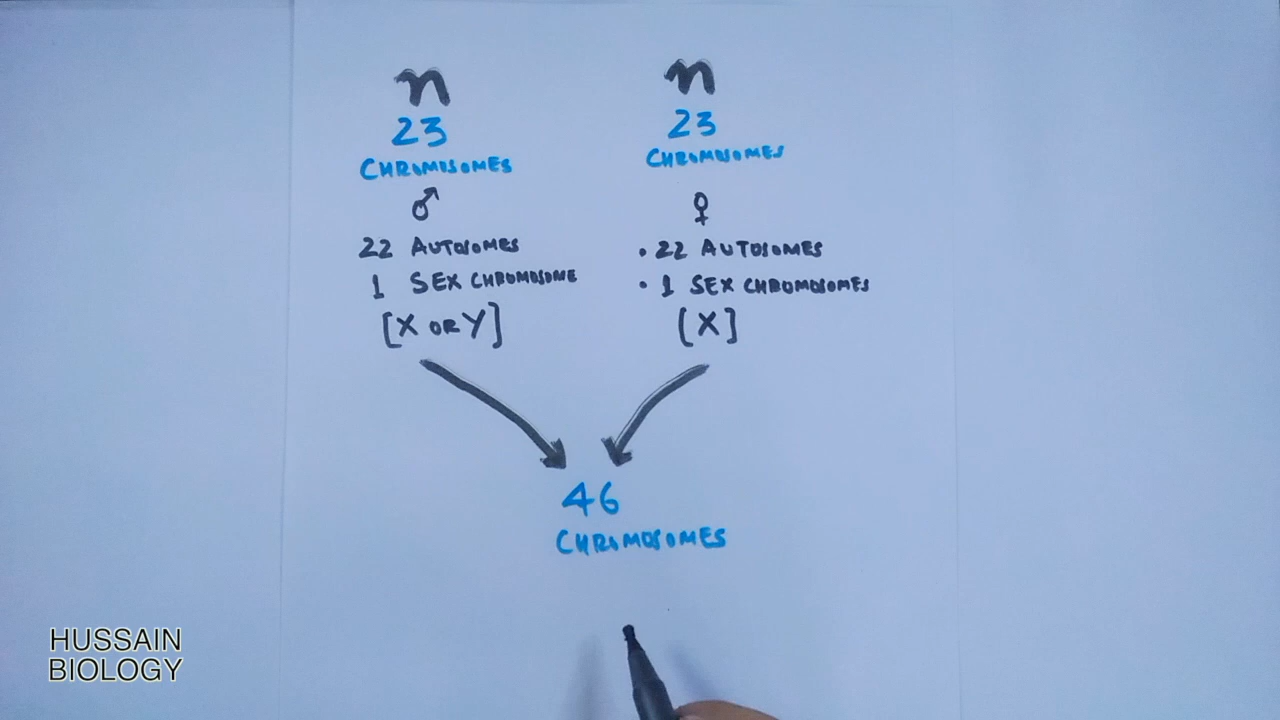 n
23
CHROMOSOMES
♂
22 AUTOSOMES
1 SEX CHROMOSOME
[X OR Y]
n
23
CHROMOSOMES
♀
• 22 AUTOSOMES
• 1 SEX CHROMOSOMES
[X]
46
CHROMOSOMES
HUSSAIN
BIOLOGY